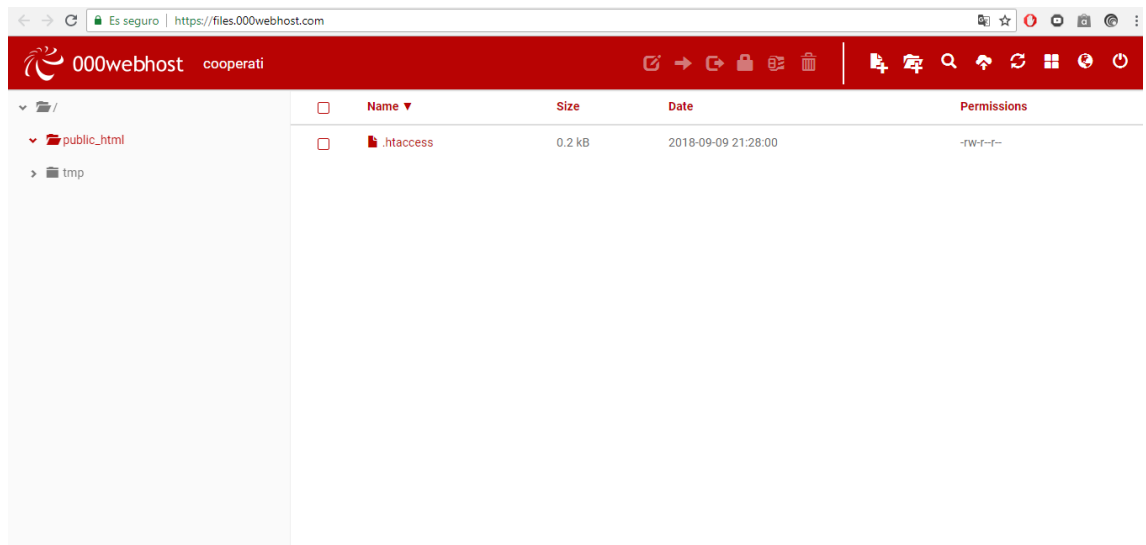 Es seguro | https://files.000webhost.com
000webhost cooperati
/
Name ▼ Size Date Permissions
public_html
.htaccess 0.2 kB 2018-09-09 21:28:00 -rw-r--r--
tmp